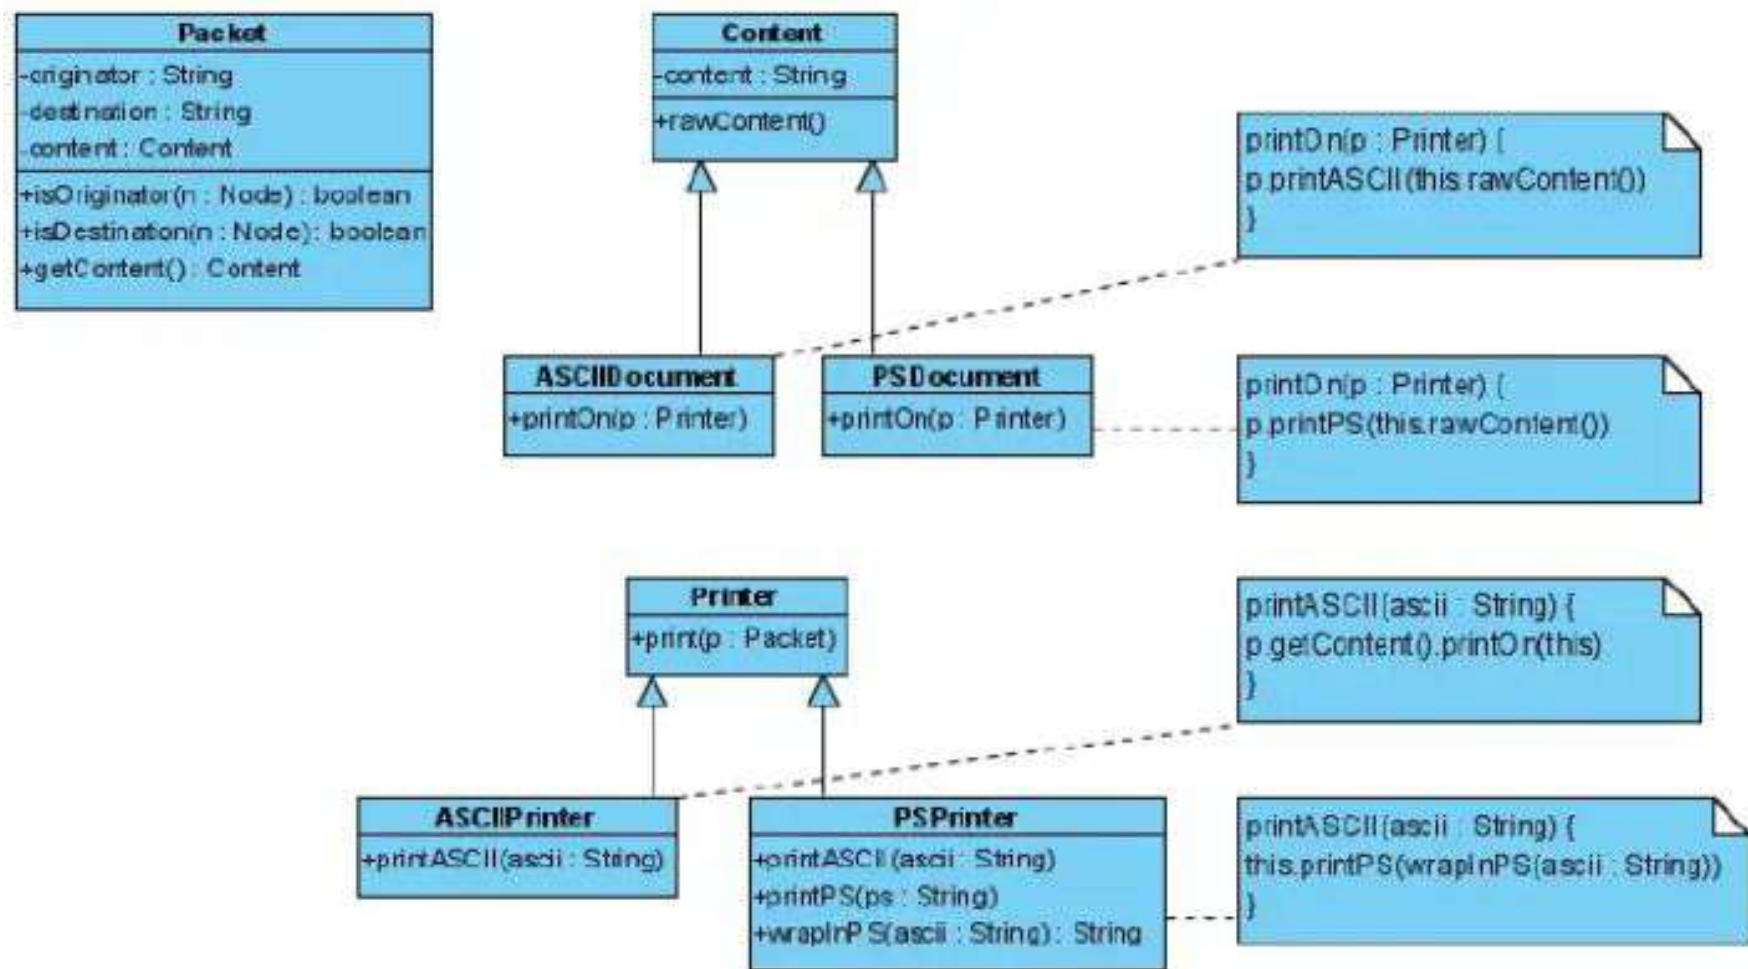 Packet
-originator : String
-destination : String
-content : Content
+isOriginator(n : Node) : boolean
+isDestination(n : Node) : boolean
+getContent() : Content
Content
-content : String
+rawContent()
printOn(p : Printer) {
p.printASCII(this.rawContent())
}
ASCIIDocument
+printOn(p : Printer)
PSDocument
+printOn(p : Printer)
printOn(p : Printer) {
p.printPS(this.rawContent())
}
Printer
+print(p : Packet)
printASCII(ascii : String) {
p.getContent().printOn(this)
}
ASCIIPrinter
+printASCII(ascii : String)
PSPrinter
+printASCII(ascii : String)
+printPS(ps : String)
+wrapInPS(ascii : String) : String
printASCII(ascii : String) {
this.printPS(wrapInPS(ascii : String))
}